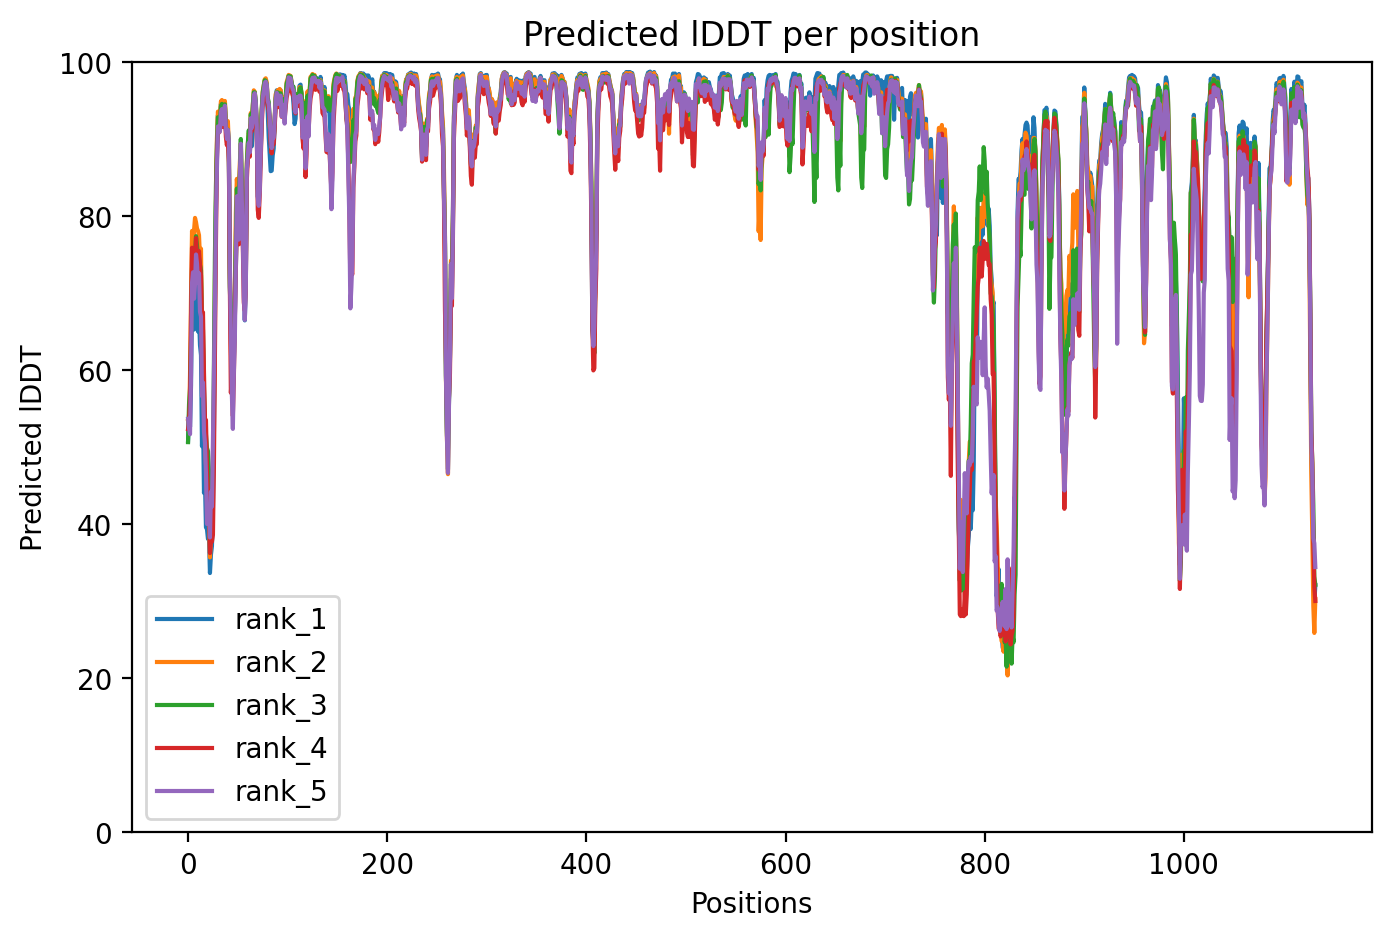 Predicted lDDT per position
100
80
60
40
20
0
Predicted lDDT
rank_1
rank_2
rank_3
rank_4
rank_5
0 200 400 600 800 1000
Positions